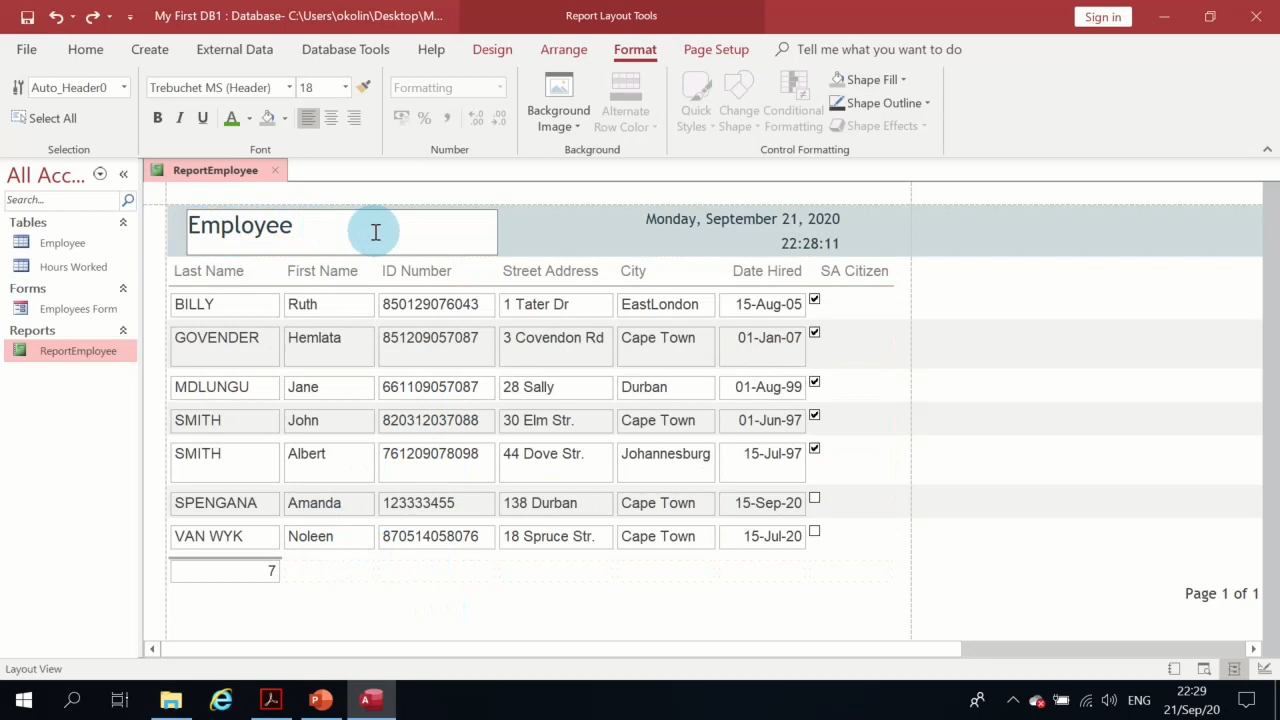 My First DB1 : Database- C:\Users\okolin\Desktop\M...
Report Layout Tools
Sign in
File Home Create External Data Database Tools Help Design Arrange Format Page Setup Tell me what you want to do
Auto_Header0
Select All
Selection
Trebuchet MS (Header) 18
B I U A
Font
Formatting
% , ←0 .00 .00 →0
Number
Background Image
Alternate Row Color
Background
Quick Styles
Change Shape
Conditional Formatting
Shape Fill
Shape Outline
Shape Effects
Control Formatting
All Acc...
Search...
Tables
Employee
Hours Worked
Forms
Employees Form
Reports
ReportEmployee
ReportEmployee
Employee
Monday, September 21, 2020
22:28:11
Last Name First Name ID Number Street Address City Date Hired SA Citizen
BILLY Ruth 850129076043 1 Tater Dr EastLondon 15-Aug-05
GOVENDER Hemlata 851209057087 3 Covendon Rd Cape Town 01-Jan-07
MDLUNGU Jane 661109057087 28 Sally Durban 01-Aug-99
SMITH John 820312037088 30 Elm Str. Cape Town 01-Jun-97
SMITH Albert 761209078098 44 Dove Str. Johannesburg 15-Jul-97
SPENGANA Amanda 123333455 138 Durban Cape Town 15-Sep-20
VAN WYK Noleen 870514058076 18 Spruce Str. Cape Town 15-Jul-20
7
Page 1 of 1
Layout View
ENG
22:29
21/Sep/20